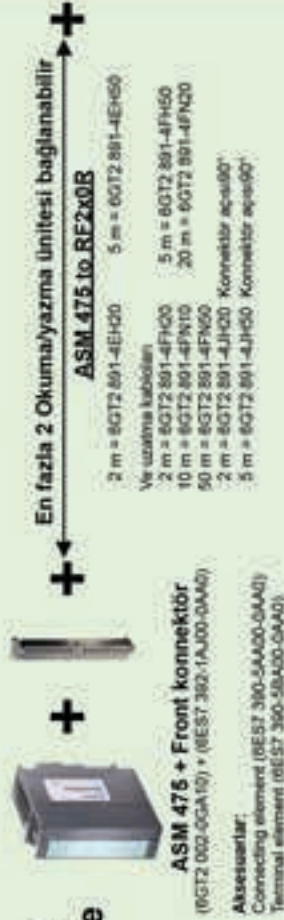 e
En fazla 2 Okuma/yazma ünitesi bağlanabilir
ASM 475 to RF2x0R
2 m = 6GT2 891-4EH20 5 m = 6GT2 891-4EH50
Ve uzatma kabloları
2 m = 6GT2 891-4FH20 5 m = 6GT2 891-4FH50
10 m = 6GT2 891-4FN10 20 m = 6GT2 891-4FN20
50 m = 6GT2 891-4FN50
2 m = 6GT2 891-4JH20 Konnektör açısı90°
5 m = 6GT2 891-4JH50 Konnektör açısı90°
ASM 475 + Front konnektör
(6GT2 002-0GA10) + (6ES7 392-1AJ00-0AA0)
Aksesuarlar:
Connecting element (6ES7 390-5AA00-0AA0)
Terminal element (6ES7 390-5BA00-0AA0)